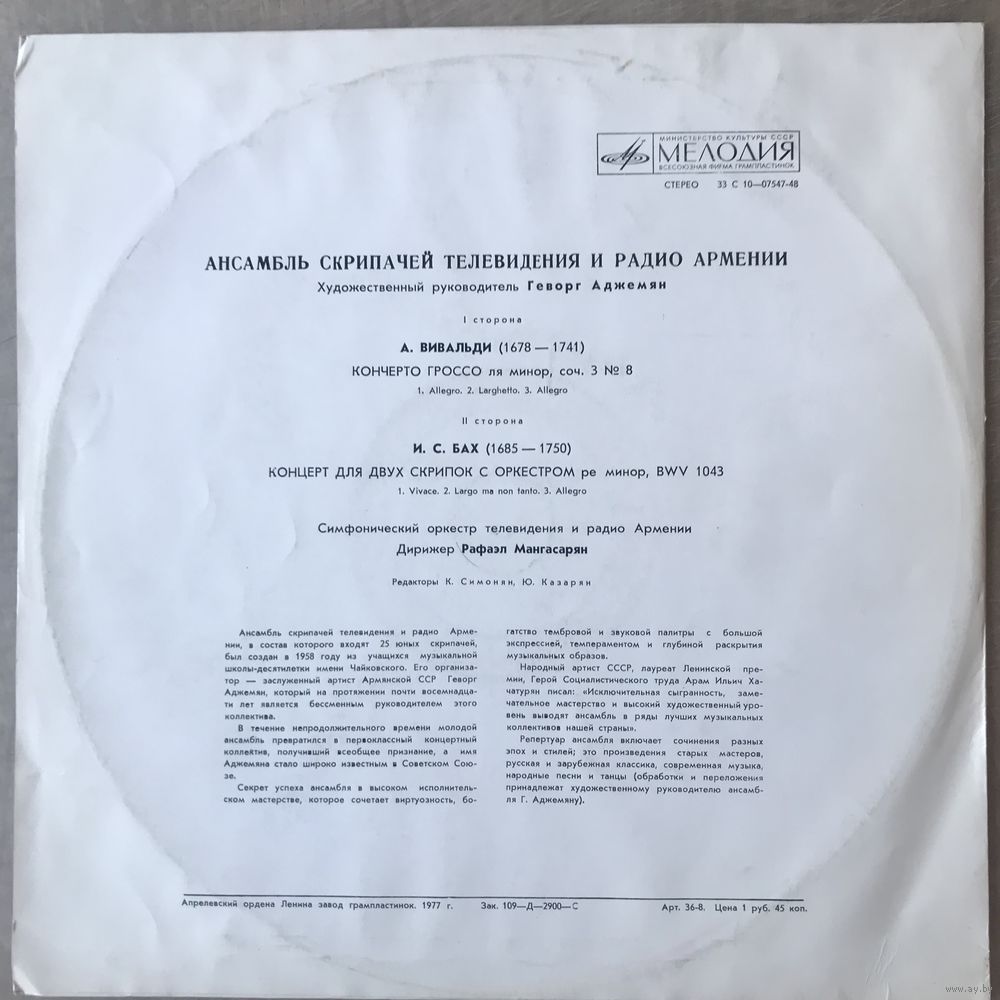 МИНИСТЕРСТВО КУЛЬТУРЫ СССР
МЕЛОДИЯ
ВСЕСОЮЗНАЯ ФИРМА ГРАМПЛАСТИНОК
СТЕРЕО 33 С 10—07547-48
АНСАМБЛЬ СКРИПАЧЕЙ ТЕЛЕВИДЕНИЯ И РАДИО АРМЕНИИ
Художественный руководитель Геворг Аджемян
I сторона
А. ВИВАЛЬДИ (1678 — 1741)
КОНЧЕРТО ГРОССО ля минор, соч. 3 № 8
1. Allegro. 2. Larghetto. 3. Allegro
II сторона
И. С. БАХ (1685 — 1750)
КОНЦЕРТ ДЛЯ ДВУХ СКРИПОК С ОРКЕСТРОМ ре минор, BWV 1043
1. Vivace. 2. Largo ma non tanto. 3. Allegro
Симфонический оркестр телевидения и радио Армении
Дирижер Рафаэл Мангасарян
Редакторы К. Симонян, Ю. Казарян
Ансамбль скрипачей телевидения и радио Арме-
нии, в состав которого входят 25 юных скрипачей,
был создан в 1958 году из учащихся музыкальной
школы-десятилетки имени Чайковского. Его организа-
тор — заслуженный артист Армянской ССР Геворг
Аджемян, который на протяжении почти восемнадца-
ти лет является бессменным руководителем этого
коллектива.
В течение непродолжительного времени молодой
ансамбль превратился в первоклассный концертный
коллектив, получивший всеобщее признание, а имя
Аджемяна стало широко известным в Советском Сою-
зе.
Секрет успеха ансамбля в высоком исполнитель-
ском мастерстве, которое сочетает виртуозность, бо-
гатство тембровой и звуковой палитры с большой
экспрессией, темпераментом и глубиной раскрытия
музыкальных образов.
Народный артист СССР, лауреат Ленинской пре-
мии, Герой Социалистического труда Арам Ильич Ха-
чатурян писал: «Исключительная сыгранность, заме-
чательное мастерство и высокий художественный уро-
вень выводят ансамбль в ряды лучших музыкальных
коллективов нашей страны».
Репертуар ансамбля включает сочинения разных
эпох и стилей; это произведения старых мастеров,
русская и зарубежная классика, современная музыка,
народные песни и танцы (обработки и переложения
принадлежат художественному руководителю ансамб-
ля Г. Аджемяну).
Апрелевский ордена Ленина завод грампластинок. 1977 г. Зак. 109—Д—2900—С Арт. 36-8. Цена 1 руб. 45 коп.
www.ay.by